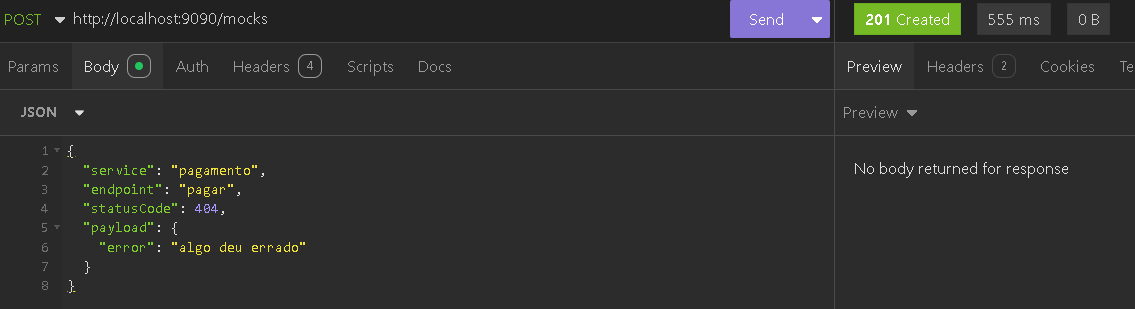 POST http://localhost:9090/mocks Send 201 Created 555 ms 0 B
Params Body Auth Headers 4 Scripts Docs Preview Headers 2 Cookies Te
JSON Preview
1 {
2 "service": "pagamento",
3 "endpoint": "pagar",
4 "statusCode": 404,
5 "payload": {
6 "error": "algo deu errado"
7 }
8 }
No body returned for response